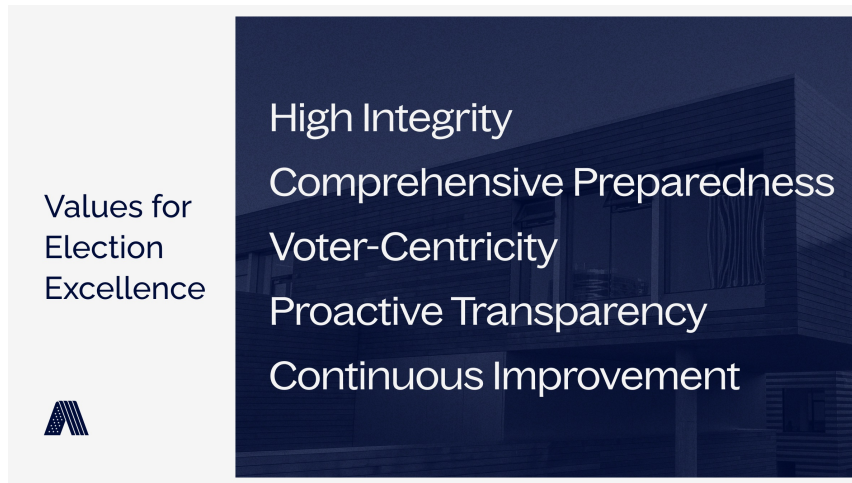 Values for
Election
Excellence
High Integrity
Comprehensive Preparedness
Voter-Centricity
Proactive Transparency
Continuous Improvement